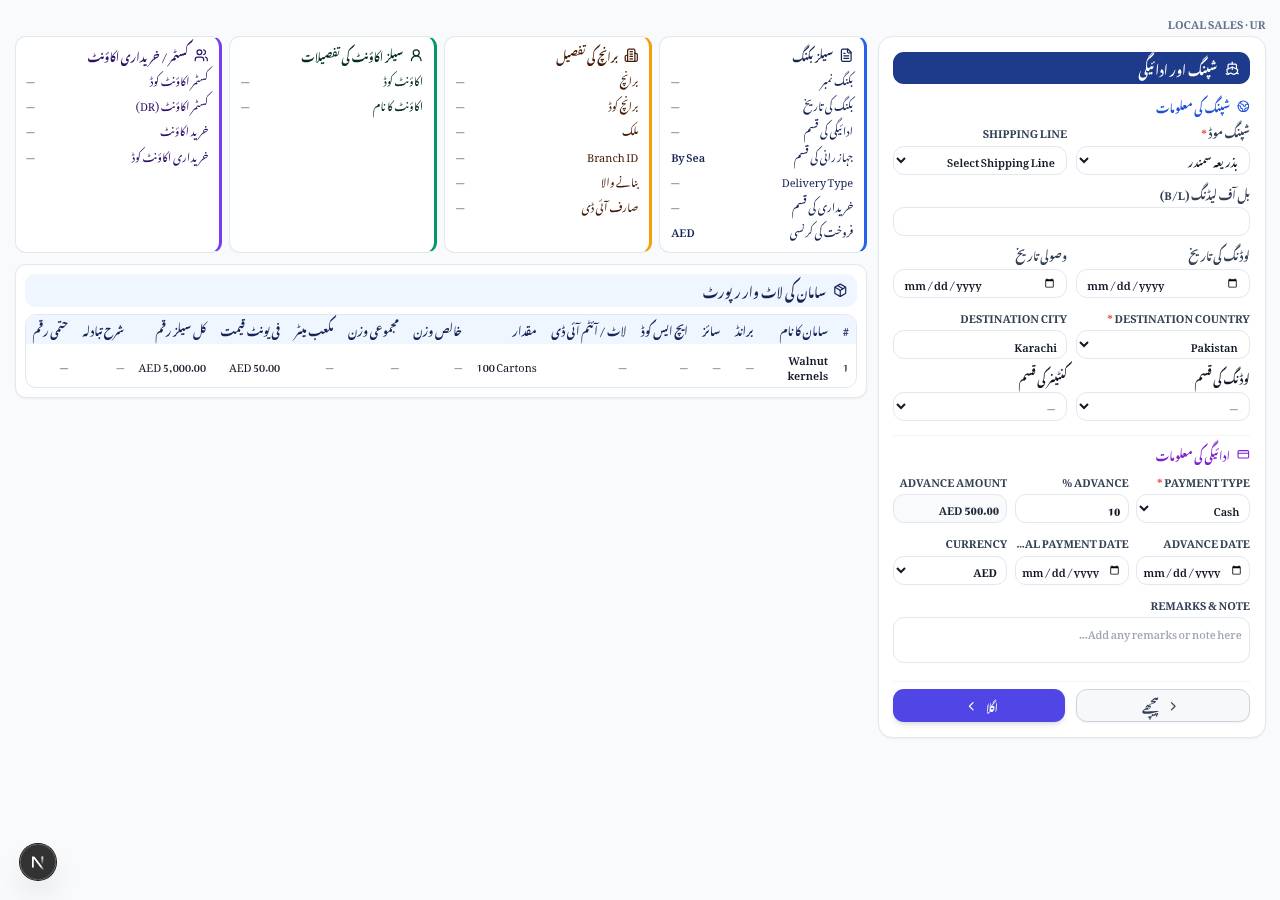 LOCAL SALES · UR
شپنگ اور ادائیگی
شپنگ کی معلومات
شپنگ موڈ *
SHIPPING LINE
بذریعہ سمندر
Select Shipping Line
بل آف لیڈنگ (B/L)
لوڈنگ کی تاریخ
وصولی تاریخ
mm/dd/yyyy
mm/dd/yyyy
DESTINATION COUNTRY *
DESTINATION CITY
Pakistan
Karachi
لوڈنگ کی قسم
کنٹینر کی قسم
—
—
ادائیگی کی معلومات
PAYMENT TYPE *
% ADVANCE
ADVANCE AMOUNT
Cash
10
AED 500.00
ADVANCE DATE
...AL PAYMENT DATE
CURRENCY
mm/dd/yyyy
mm/dd/yyyy
AED
REMARKS & NOTE
...Add any remarks or note here
پیچھے
اگلا
سیلز بکنگ
بکنگ نمبر —
بکنگ کی تاریخ —
ادائیگی کی قسم —
جہاز رانی کی قسم By Sea
Delivery Type —
خریداری کی قسم —
فروخت کی کرنسی AED
برانچ کی تفصیل
برانچ —
برانچ کوڈ —
ملک —
Branch ID —
بنانے والا —
صارف آئی ڈی —
سیلز اکاؤنٹ کی تفصیلات
اکاؤنٹ کوڈ —
اکاؤنٹ کا نام —
کسٹمر / خریداری اکاؤنٹ
کسٹمر اکاؤنٹ کوڈ —
کسٹمر اکاؤنٹ (DR) —
خرید اکاؤنٹ —
خریداری اکاؤنٹ کوڈ —
سامان کی لاٹ وار رپورٹ
# سامان کا نام برانڈ سائز ایچ ایس کوڈ لاٹ / آئٹم آئی ڈی مقدار خالص وزن مجموعی وزن مکعب میٹر فی یونٹ قیمت کل سیلز رقم شرح تبادلہ حتمی رقم
1 Walnut kernels — — — — 100 Cartons — — — AED 50.00 AED 5,000.00 — —